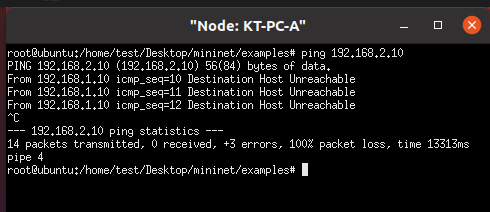 "Node: KT-PC-A"
root@ubuntu:/home/test/Desktop/mininet/examples# ping 192.168.2.10
PING 192.168.2.10 (192.168.2.10) 56(84) bytes of data.
From 192.168.1.10 icmp_seq=10 Destination Host Unreachable
From 192.168.1.10 icmp_seq=11 Destination Host Unreachable
From 192.168.1.10 icmp_seq=12 Destination Host Unreachable
^C
--- 192.168.2.10 ping statistics ---
14 packets transmitted, 0 received, +3 errors, 100% packet loss, time 13313ms
pipe 4
root@ubuntu:/home/test/Desktop/mininet/examples#